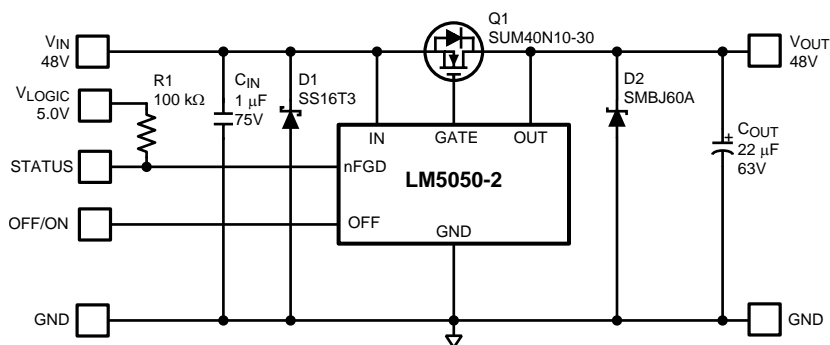 Q1
SUM40N10-30
VIN
48V
VOUT
48V
R1
100 kΩ
CIN
1 μF
75V
D1
SS16T3
D2
SMBJ60A
VLOGIC
5.0V
IN
GATE
OUT
+
COUT
22 μF
63V
STATUS
nFGD
LM5050-2
OFF/ON
OFF
GND
GND
GND